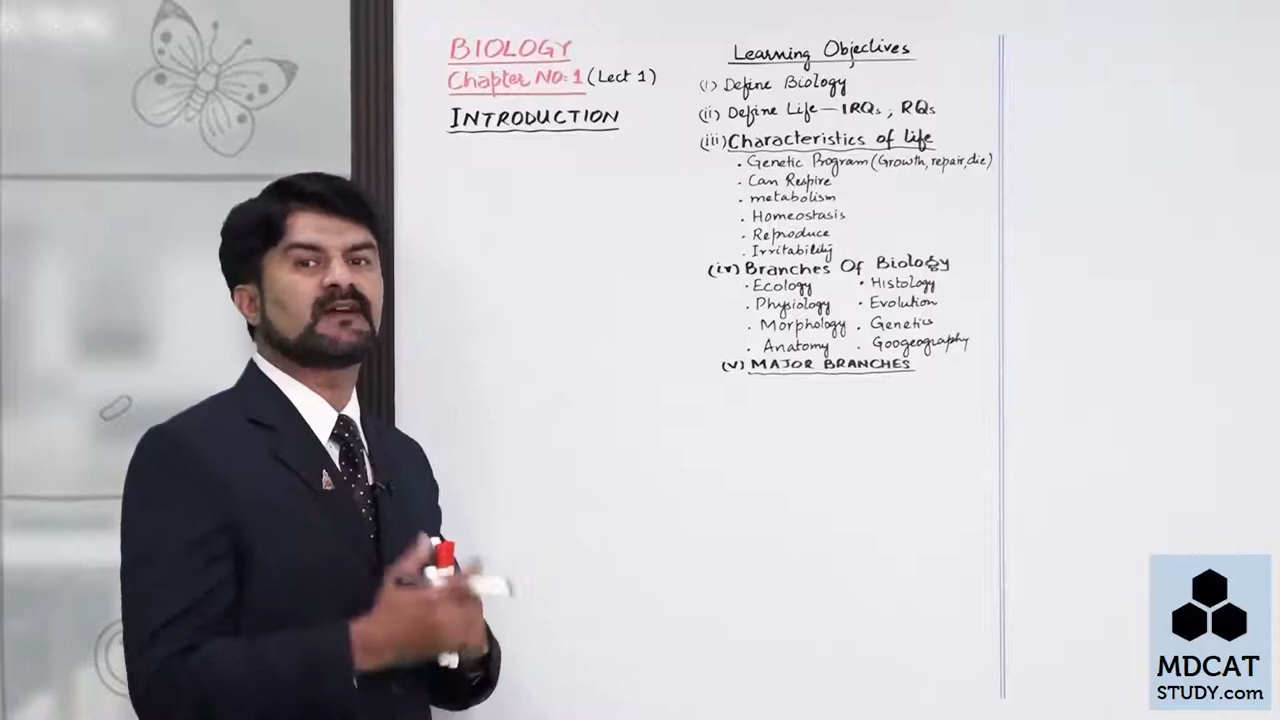 BIOLOGY
Chapter NO: 1 (Lect 1)
INTRODUCTION
Learning Objectives
(i) Define Biology
(ii) Define Life — IRQs, RQs
(iii) Characteristics of life
. Genetic Program (Growth, repair, die)
. Can Respire
. metabolism
. Homeostasis
. Reproduce
. Irritability
(iv) Branches Of Biology
. Ecology
. Physiology
. Morphology
. Anatomy
. Histology
. Evolution
. Genetics
. Googeography
(v) MAJOR BRANCHES
MDCAT
STUDY.com